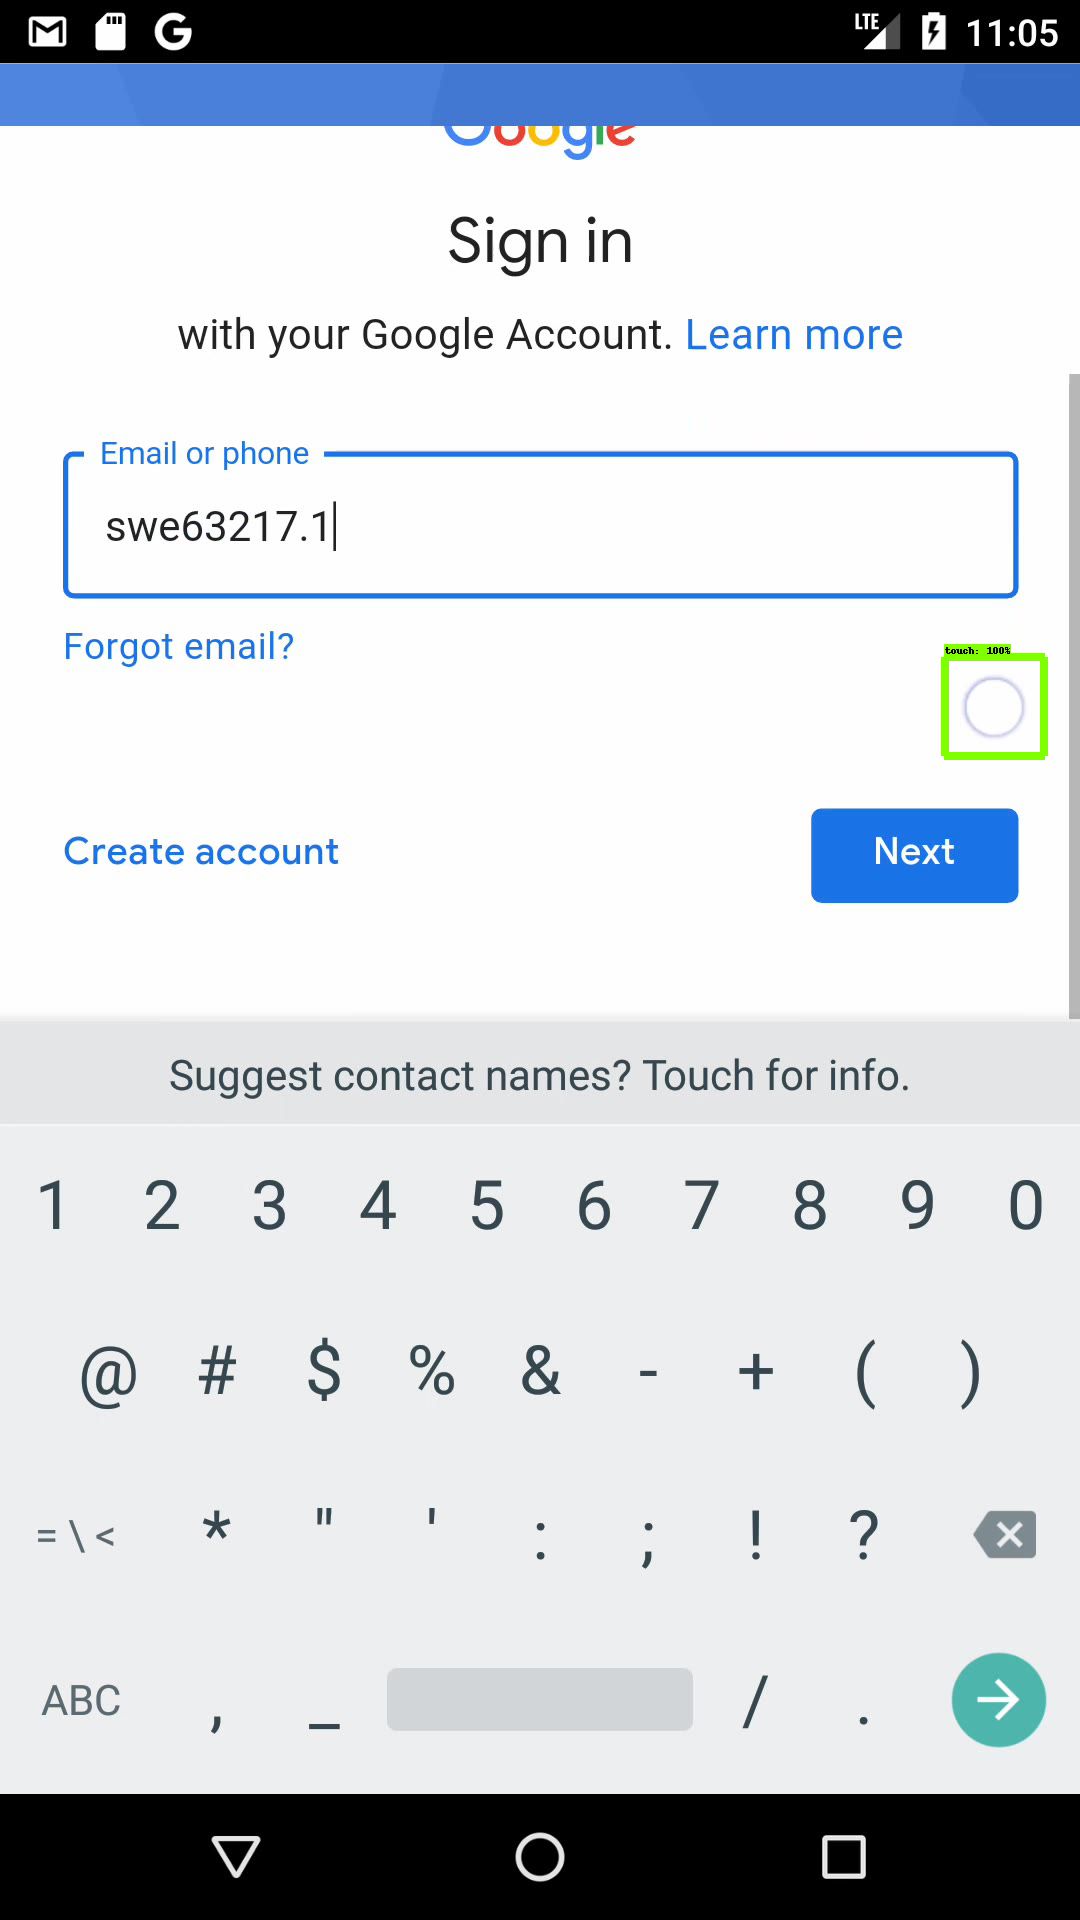 LTE 11:05
Google
Sign in
with your Google Account. Learn more
Email or phone
swe63217.1
Forgot email?
touch: 100%
Create account
Next
Suggest contact names? Touch for info.
1 2 3 4 5 6 7 8 9 0
@ # $ % & - + ( )
= \ < * " ' : ; ! ?
ABC , _ / .